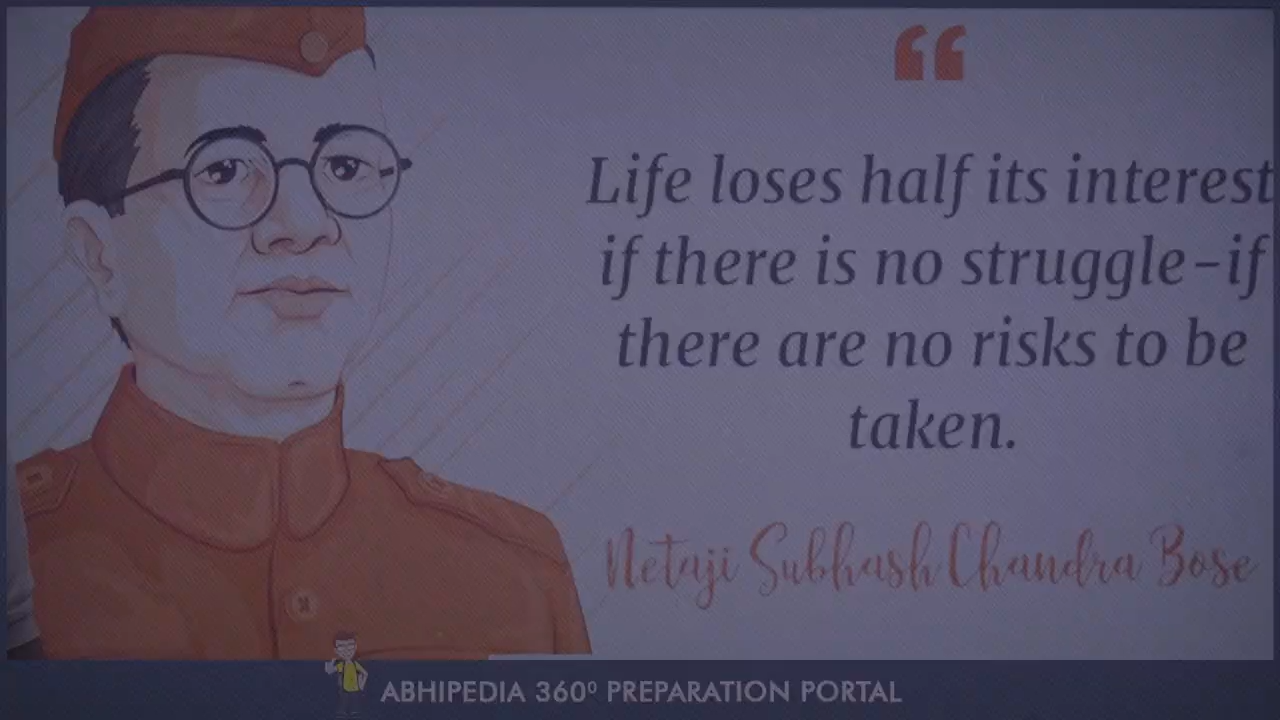 “
Life loses half its interest
if there is no struggle–if
there are no risks to be
taken.
Netaji Subhash Chandra Bose
ABHIPEDIA 360⁰ PREPARATION PORTAL